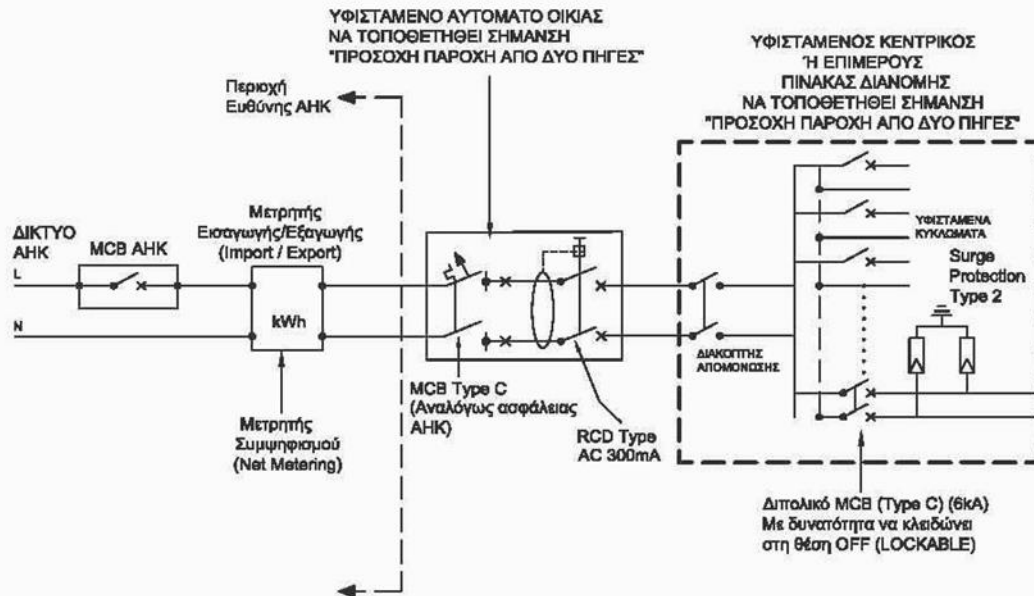 ΥΦΙΣΤΑΜΕΝΟ ΑΥΤΟΜΑΤΟ ΟΙΚΙΑΣ
ΝΑ ΤΟΠΟΘΕΤΗΘΕΙ ΣΗΜΑΝΣΗ
"ΠΡΟΣΟΧΗ ΠΑΡΟΧΗ ΑΠΟ ΔΥΟ ΠΗΓΕΣ"
ΥΦΙΣΤΑΜΕΝΟΣ ΚΕΝΤΡΙΚΟΣ
Ή ΕΠΙΜΕΡΟΥΣ
ΠΙΝΑΚΑΣ ΔΙΑΝΟΜΗΣ
ΝΑ ΤΟΠΟΘΕΤΗΘΕΙ ΣΗΜΑΝΣΗ
"ΠΡΟΣΟΧΗ ΠΑΡΟΧΗ ΑΠΟ ΔΥΟ ΠΗΓΕΣ"
Περιοχή
Ευθύνης ΑΗΚ
ΔΙΚΤΥΟ
ΑΗΚ
L
N
MCB ΑΗΚ
Μετρητής
Εισαγωγής/Εξαγωγής
(Import / Export)
kWh
Μετρητής
Συμψηφισμού
(Net Metering)
MCB Type C
(Αναλόγως ασφάλειας
ΑΗΚ)
RCD Type
AC 300mA
ΔΙΑΚΟΠΤΗΣ
ΑΠΟΜΟΝΩΣΗΣ
ΥΦΙΣΤΑΜΕΝΑ
ΚΥΚΛΩΜΑΤΑ
Surge
Protection
Type 2
Διπολικό MCB (Type C) (6kA)
Με δυνατότητα να κλειδώνει
στη θέση OFF (LOCKABLE)